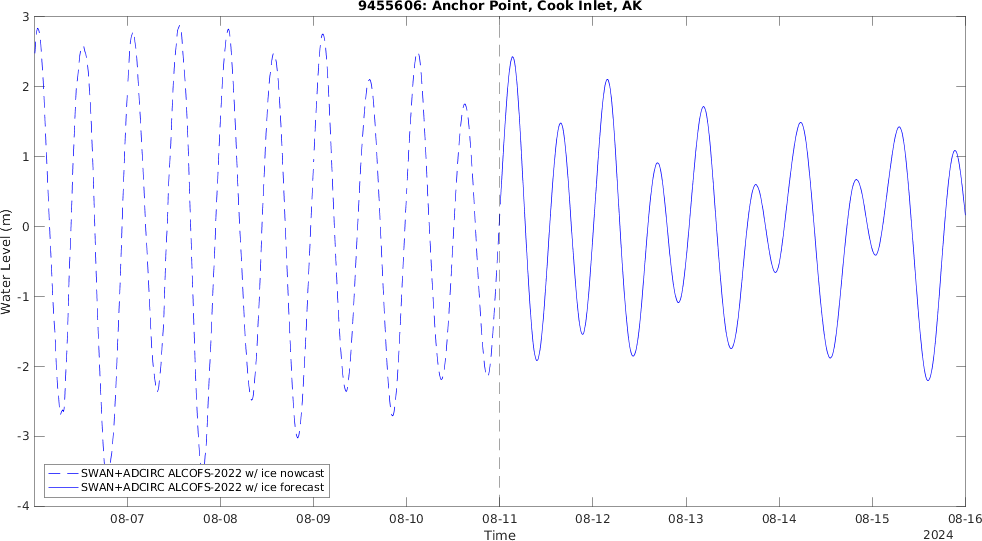 9455606: Anchor Point, Cook Inlet, AK
3
2
1
0
-1
-2
-3
-4
Water Level (m)
SWAN+ADCIRC ALCOFS-2022 w/ ice nowcast
SWAN+ADCIRC ALCOFS-2022 w/ ice forecast
08-07 08-08 08-09 08-10 08-11 08-12 08-13 08-14 08-15 08-16
Time
2024